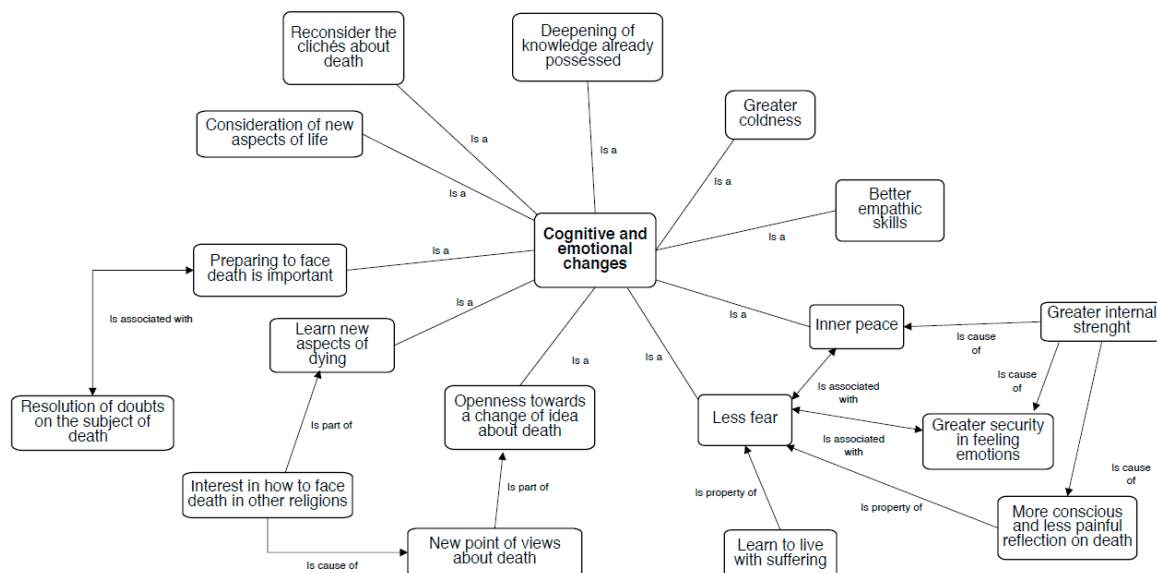 Reconsider the
clichés about
death
Deepening of
knowledge already
possessed
Greater
coldness
Consideration of new
aspects of life
Is a
Is a
Is a
Is a
Better
empathic
skills
Cognitive and
emotional
changes
Is a
Preparing to face
death is important
Is a
Is associated with
Is a
Learn new
aspects of
dying
Is a
Inner peace
Greater internal
strenght
Is cause
of
Is a
Is a
Is cause
of
Is associated
with
Resolution of doubts
on the subject of
death
Openness towards
a change of idea
about death
Less fear
Greater security
in feeling
emotions
Is part of
Is associated
with
Is cause
of
Interest in how to face
death in other religions
Is part of
Is property of
Is property of
More conscious
and less painful
reflection on death
New point of views
about death
Learn to live
with suffering
Is cause of